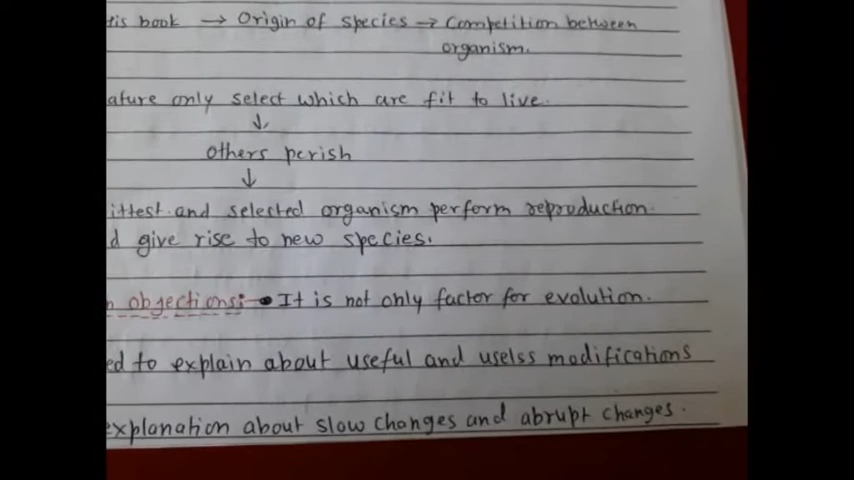 tis book → Origin of species → Competition between
organism.
ature only select which are fit to live.
↓
others perish
↓
ittest and selected organism perform reproduction.
d give rise to new species.
n objections:- • It is not only factor for evolution.
ed to explain about useful and uselss modifications
explanation about slow changes and abrupt changes.